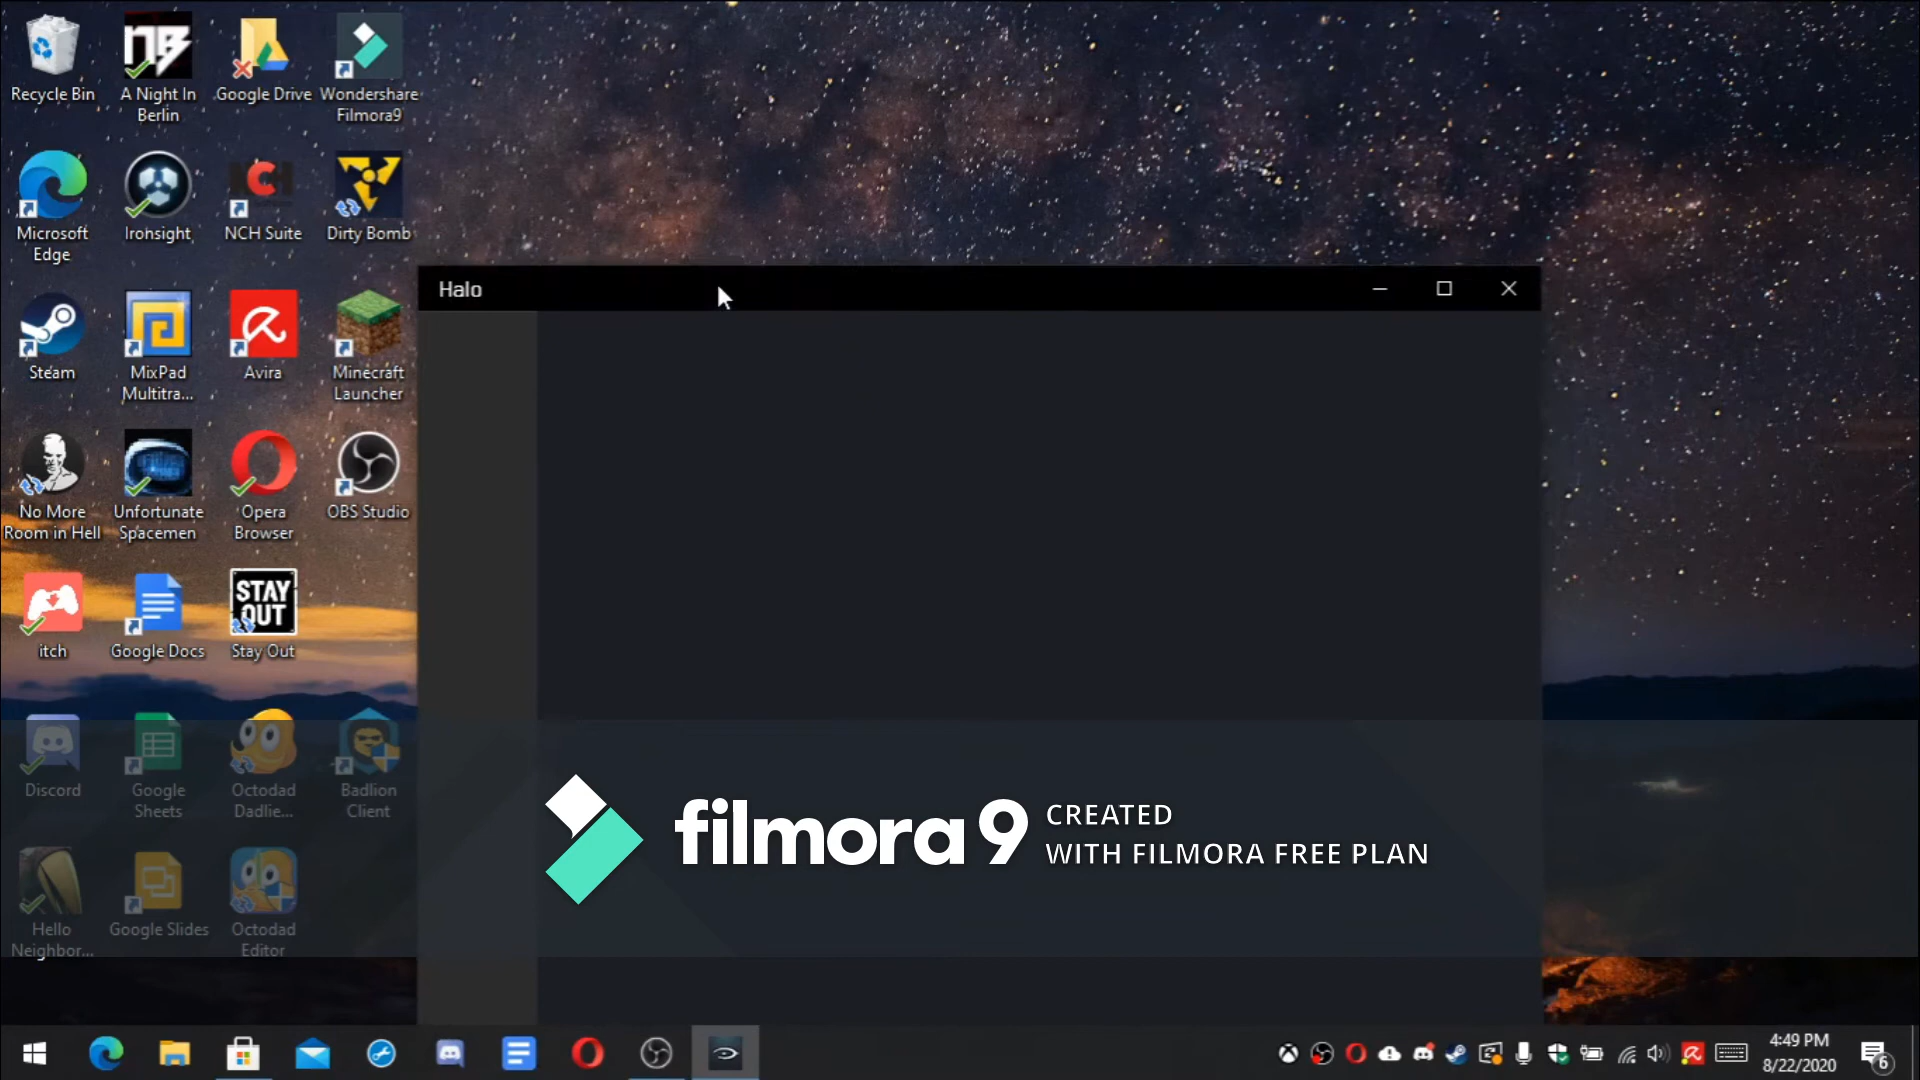 Recycle Bin
A Night In
Berlin
Google Drive
Wondershare
Filmora9
Microsoft
Edge
Ironsight
NCH Suite
Dirty Bomb
Steam
MixPad
Multitra...
Avira
Minecraft
Launcher
No More
Room in Hell
Unfortunate
Spacemen
Opera
Browser
OBS Studio
itch
Google Docs
STAY
OUT
Stay Out
Discord
Google
Sheets
Octodad
Dadlie...
Badlion
Client
Hello
Neighbor...
Google Slides
Octodad
Editor
Halo
filmora 9
CREATED
WITH FILMORA FREE PLAN
4:49 PM
8/22/2020
6